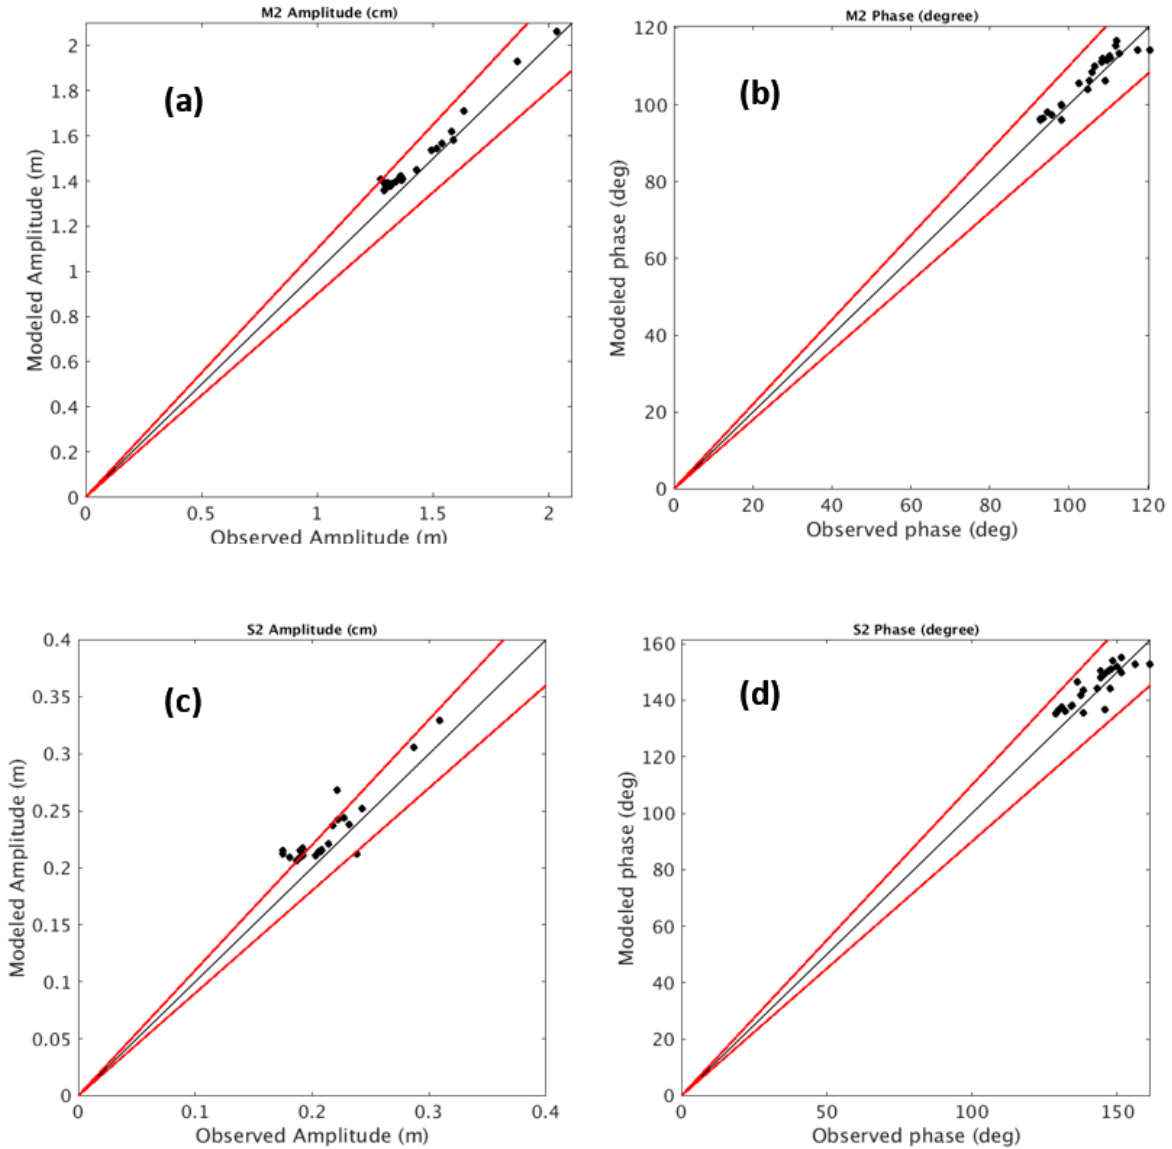 M2 Amplitude (cm)
(a)
Modeled Amplitude (m)
2
1.8
1.6
1.4
1.2
1
0.8
0.6
0.4
0.2
0
0 0.5 1 1.5 2
Observed Amplitude (m)
M2 Phase (degree)
(b)
Modeled phase (deg)
120
100
80
60
40
20
0
0 20 40 60 80 100 120
Observed phase (deg)
S2 Amplitude (cm)
(c)
Modeled Amplitude (m)
0.4
0.35
0.3
0.25
0.2
0.15
0.1
0.05
0
0 0.1 0.2 0.3 0.4
Observed Amplitude (m)
S2 Phase (degree)
(d)
Modeled phase (deg)
160
140
120
100
80
60
40
20
0
0 50 100 150
Observed phase (deg)